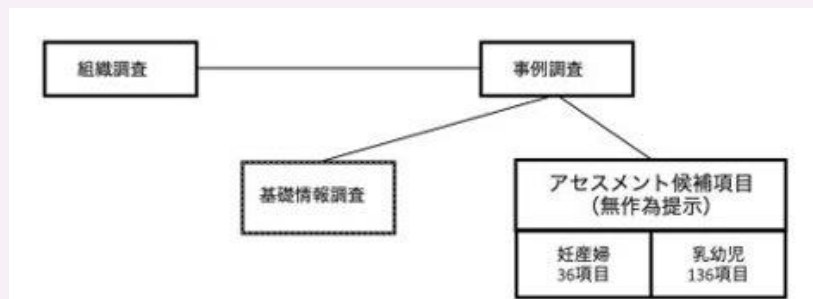 組織調査
事例調査
基礎情報調査
アセスメント候補項目
（無作為提示）
妊産婦
36項目
乳幼児
136項目